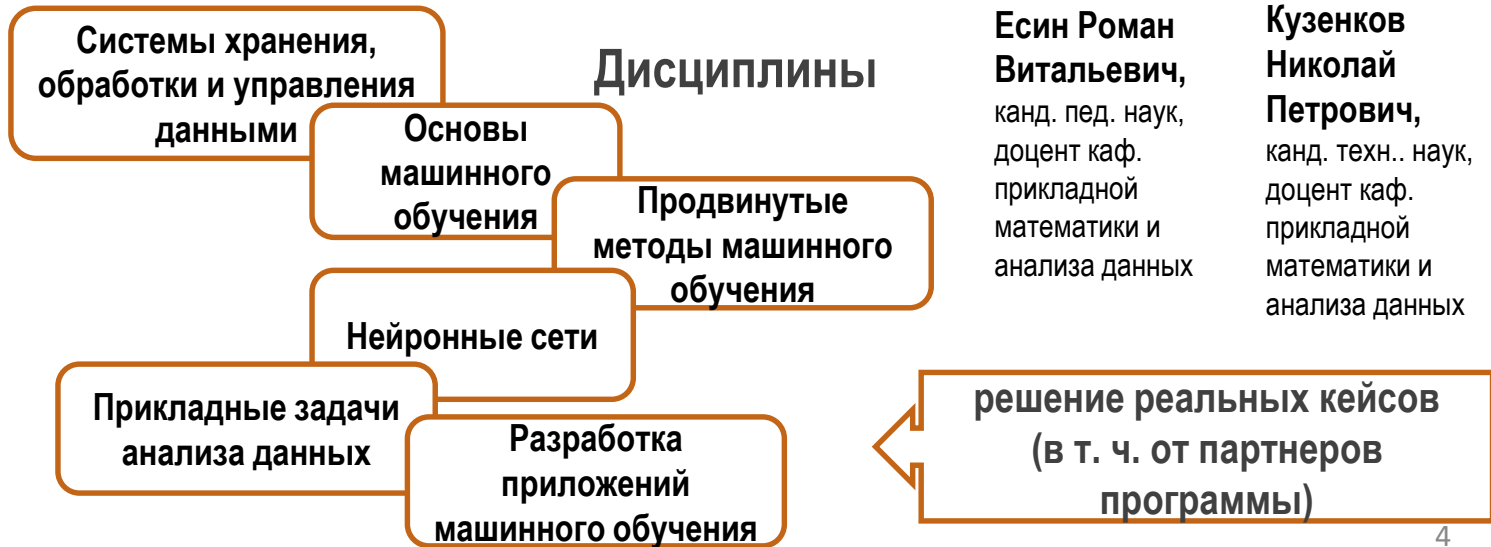 Системы хранения,
обработки и управления
данными
Дисциплины
Основы
машинного
обучения
Продвинутые
методы машинного
обучения
Нейронные сети
Прикладные задачи
анализа данных
Разработка
приложений
машинного обучения
Есин Роман
Витальевич,
канд. пед. наук,
доцент каф.
прикладной
математики и
анализа данных
Кузенков
Николай
Петрович,
канд. техн.. наук,
доцент каф.
прикладной
математики и
анализа данных
решение реальных кейсов
(в т. ч. от партнеров
программы)
4